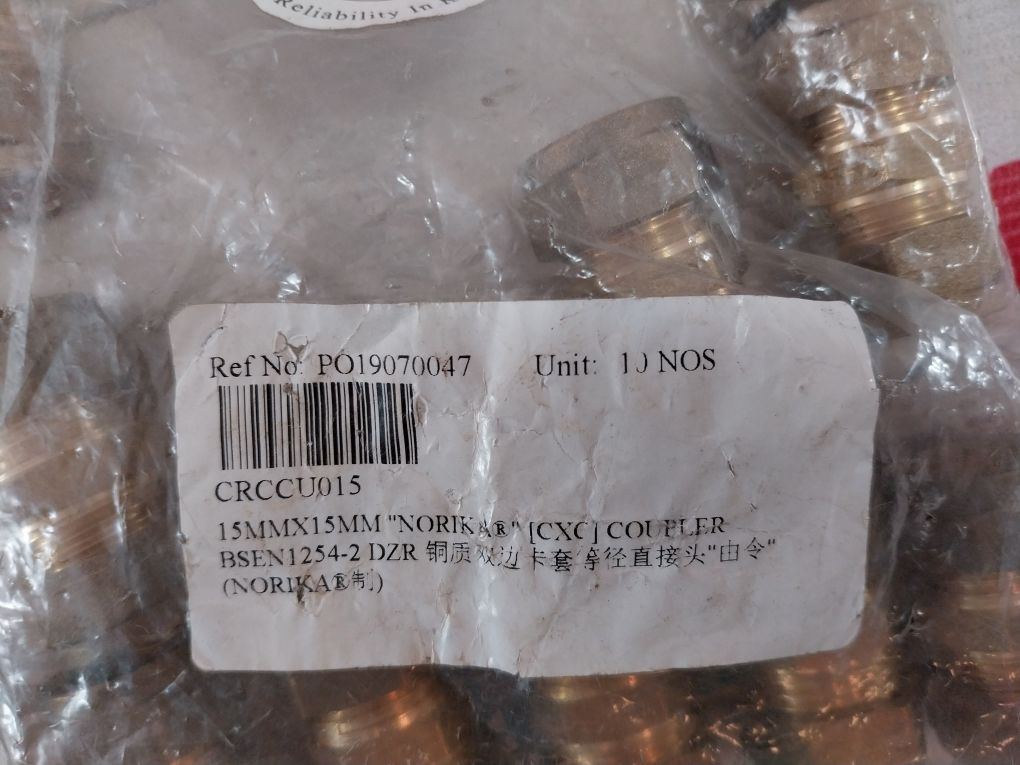 Reliability In
Ref No: PO19070047 Unit: 10 NOS
CRCCU015
15MMX15MM "NORIKA®" [CXC] COUPLER
BSEN1254-2 DZR 铜质双边卡套等径直接头"由令"
(NORIKA®制)